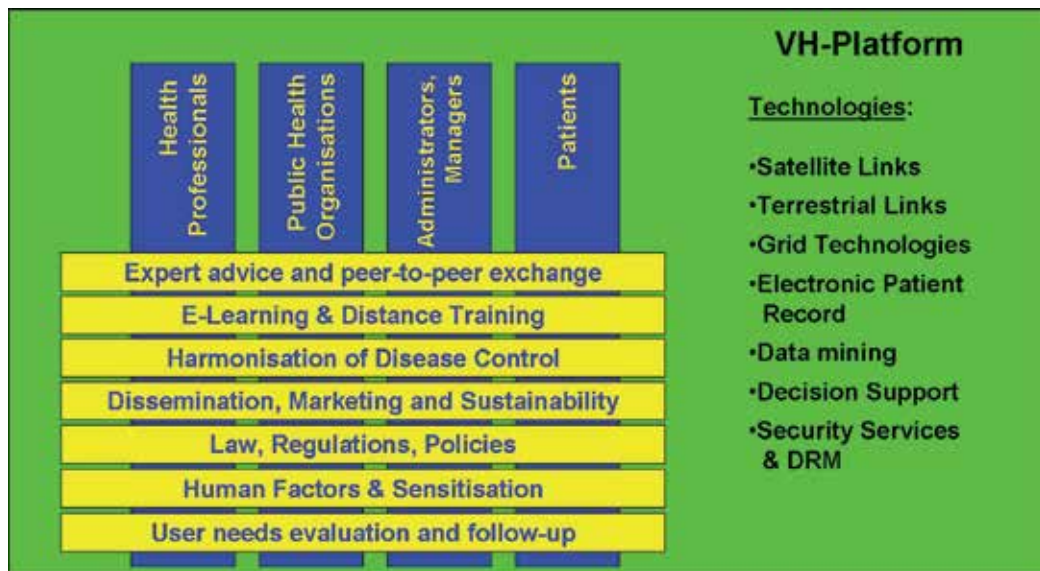 VH-Platform
Health
Professionals
Public Health
Organisations
Administrators,
Managers
Patients
Expert advice and peer-to-peer exchange
E-Learning & Distance Training
Harmonisation of Disease Control
Dissemination, Marketing and Sustainability
Law, Regulations, Policies
Human Factors & Sensitisation
User needs evaluation and follow-up
Technologies:
•Satellite Links
•Terrestrial Links
•Grid Technologies
•Electronic Patient
Record
•Data mining
•Decision Support
•Security Services
& DRM